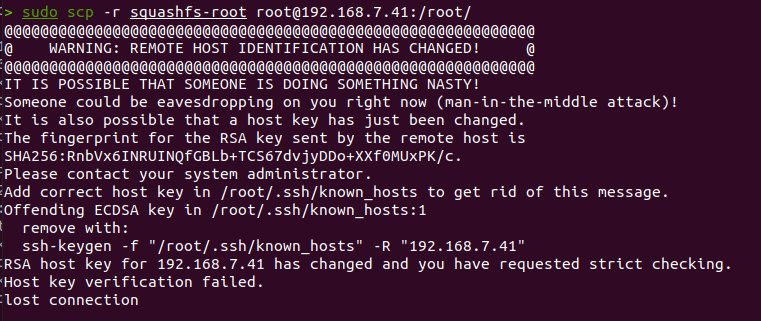 > sudo scp -r squashfs-root root@192.168.7.41:/root/
@@@@@@@@@@@@@@@@@@@@@@@@@@@@@@@@@@@@@@@@@@@@@@@@@@@@@@@@@@@
@    WARNING: REMOTE HOST IDENTIFICATION HAS CHANGED!     @
@@@@@@@@@@@@@@@@@@@@@@@@@@@@@@@@@@@@@@@@@@@@@@@@@@@@@@@@@@@
IT IS POSSIBLE THAT SOMEONE IS DOING SOMETHING NASTY!
Someone could be eavesdropping on you right now (man-in-the-middle attack)!
It is also possible that a host key has just been changed.
The fingerprint for the RSA key sent by the remote host is
SHA256:RnbVx6INRUINQfGBLb+TCS67dvjyDDo+XXf0MUxPK/c.
Please contact your system administrator.
Add correct host key in /root/.ssh/known_hosts to get rid of this message.
Offending ECDSA key in /root/.ssh/known_hosts:1
  remove with:
  ssh-keygen -f "/root/.ssh/known_hosts" -R "192.168.7.41"
RSA host key for 192.168.7.41 has changed and you have requested strict checking.
Host key verification failed.
lost connection